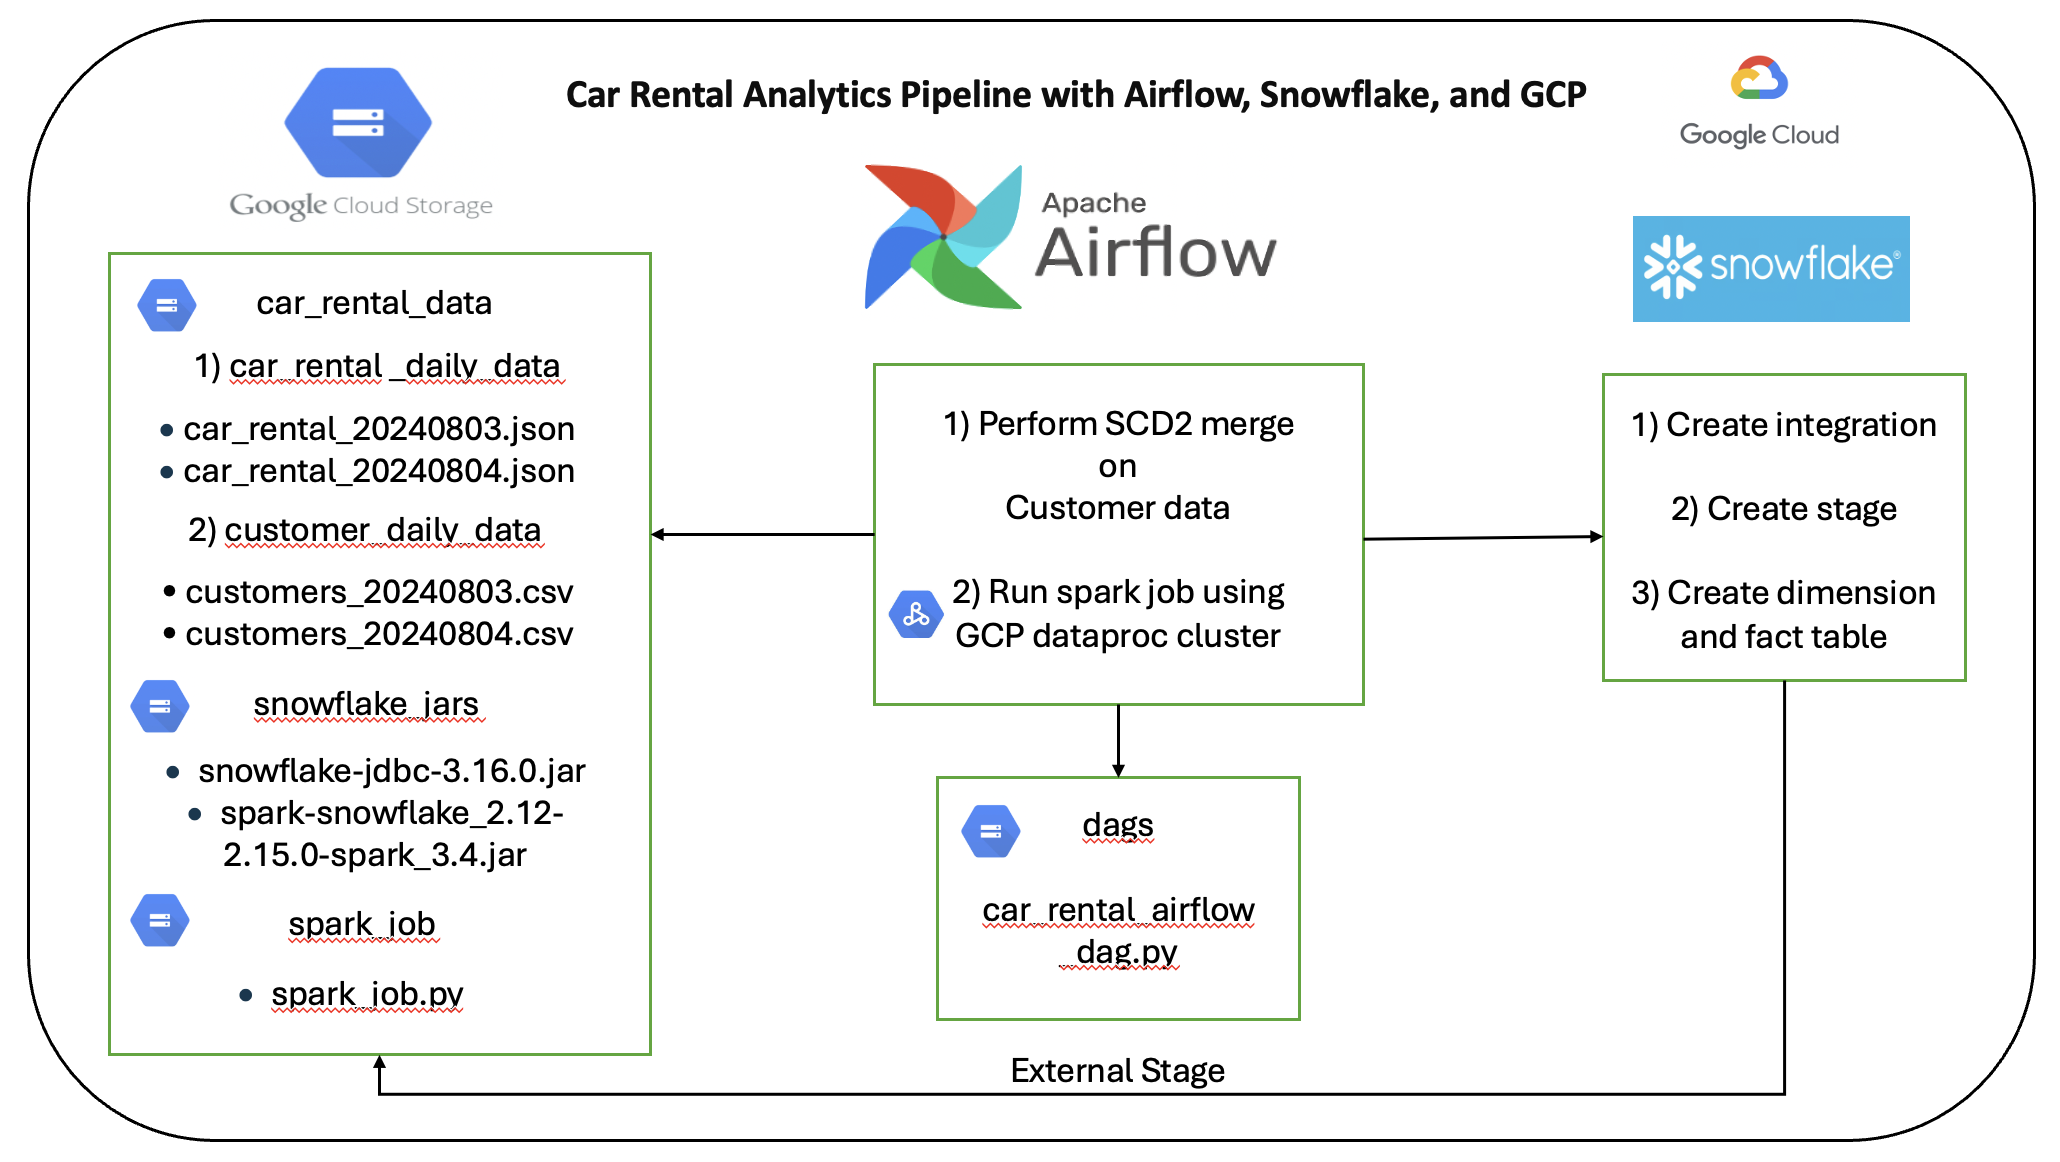 Car Rental Analytics Pipeline with Airflow, Snowflake, and GCP
Google Cloud Storage
Google Cloud
Apache
Airflow
snowflake®
car_rental_data
1) car_rental _daily_data
• car_rental_20240803.json
• car_rental_20240804.json
2) customer_daily_data
• customers_20240803.csv
• customers_20240804.csv
snowflake_jars
• snowflake-jdbc-3.16.0.jar
• spark-snowflake_2.12-
2.15.0-spark_3.4.jar
spark_job
• spark_job.py
1) Perform SCD2 merge
on
Customer data
2) Run spark job using
GCP dataproc cluster
dags
car_rental_airflow
_dag.py
1) Create integration
2) Create stage
3) Create dimension
and fact table
External Stage